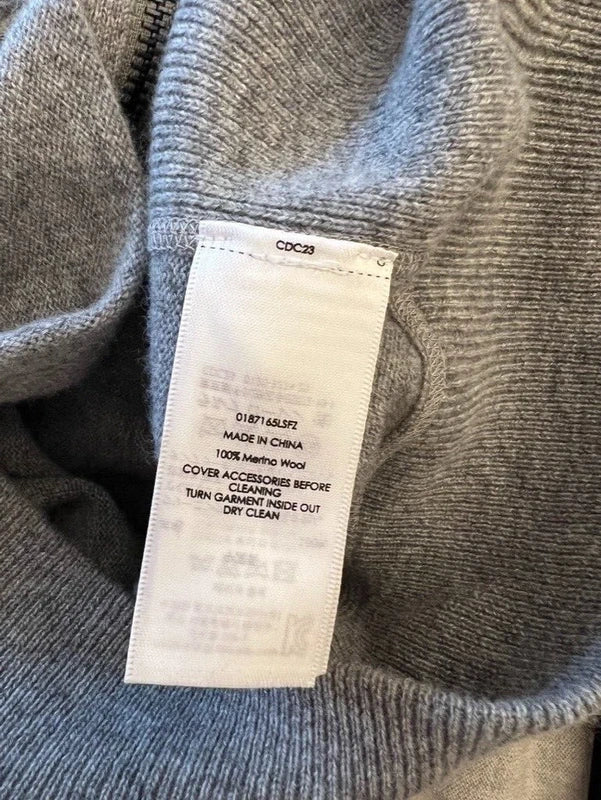 CDC23
0187165LSFZ
MADE IN CHINA
100% Merino Wool
COVER ACCESSORIES BEFORE
CLEANING
TURN GARMENT INSIDE OUT
DRY CLEAN